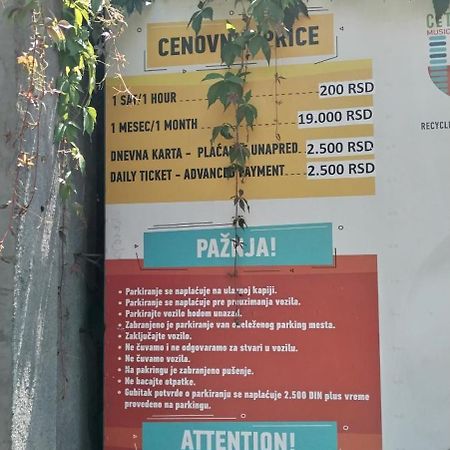 CENOVNIK PRICE
1 SAT/1 HOUR 200 RSD
1 MESEC/1 MONTH 19.000 RSD
DNEVNA KARTA - PLAĆANJE UNAPRED 2.500 RSD
DAILY TICKET - ADVANCED PAYMENT 2.500 RSD
MUSIC
RECYCL
PAŽNJA!
• Parkiranje se naplaćuje na ulaznoj kapiji.
• Parkiranje se naplaćuje pre preuzimanja vozila.
• Parkirajte vozilo hodom unazad.
• Zabranjeno je parkiranje van obeleženog parking mesta.
• Zaključajte vozilo.
• Ne čuvamo i ne odgovaramo za stvari u vozilu.
• Ne čuvamo vozila.
• Na pakringu je zabranjeno pušenje.
• Ne bacajte otpatke.
• Gubitak potvrde o parkiranju se naplaćuje 2.500 DIN plus vreme
provedeno na parkingu.
ATTENTION!